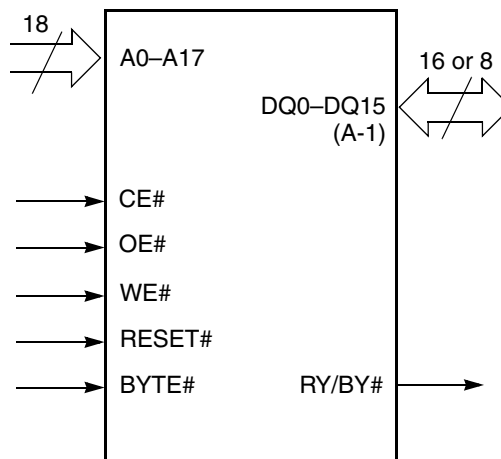 18
A0–A17
16 or 8
DQ0–DQ15
(A-1)
CE#
OE#
WE#
RESET#
BYTE#
RY/BY#